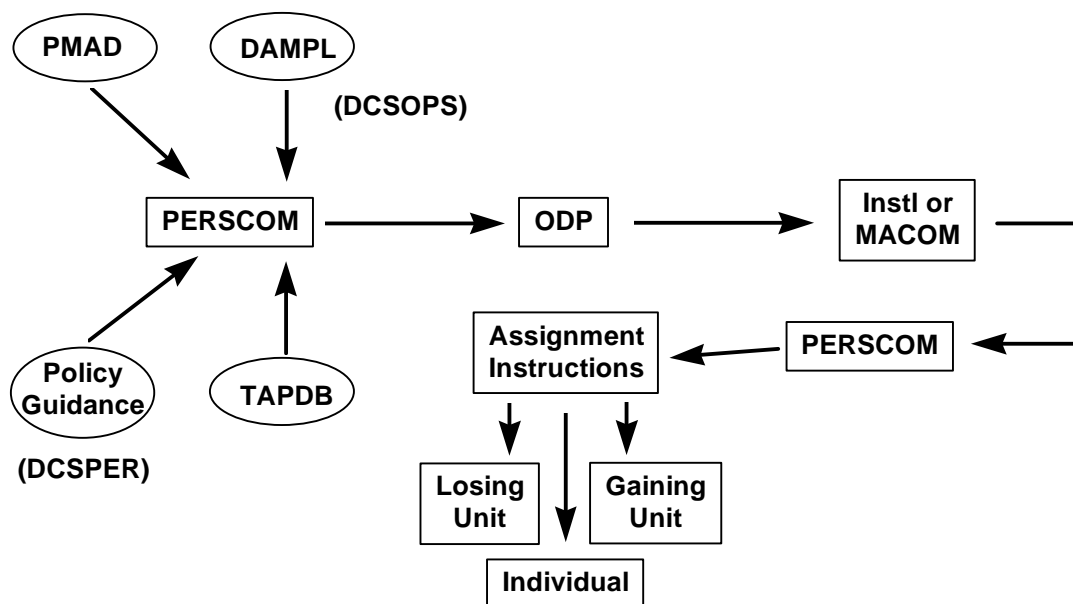 PMAD
DAMPL
(DCSOPS)
PERSCOM
ODP
Instl or
MACOM
Policy
Guidance
(DCSPER)
TAPDB
Assignment
Instructions
PERSCOM
Losing
Unit
Gaining
Unit
Individual